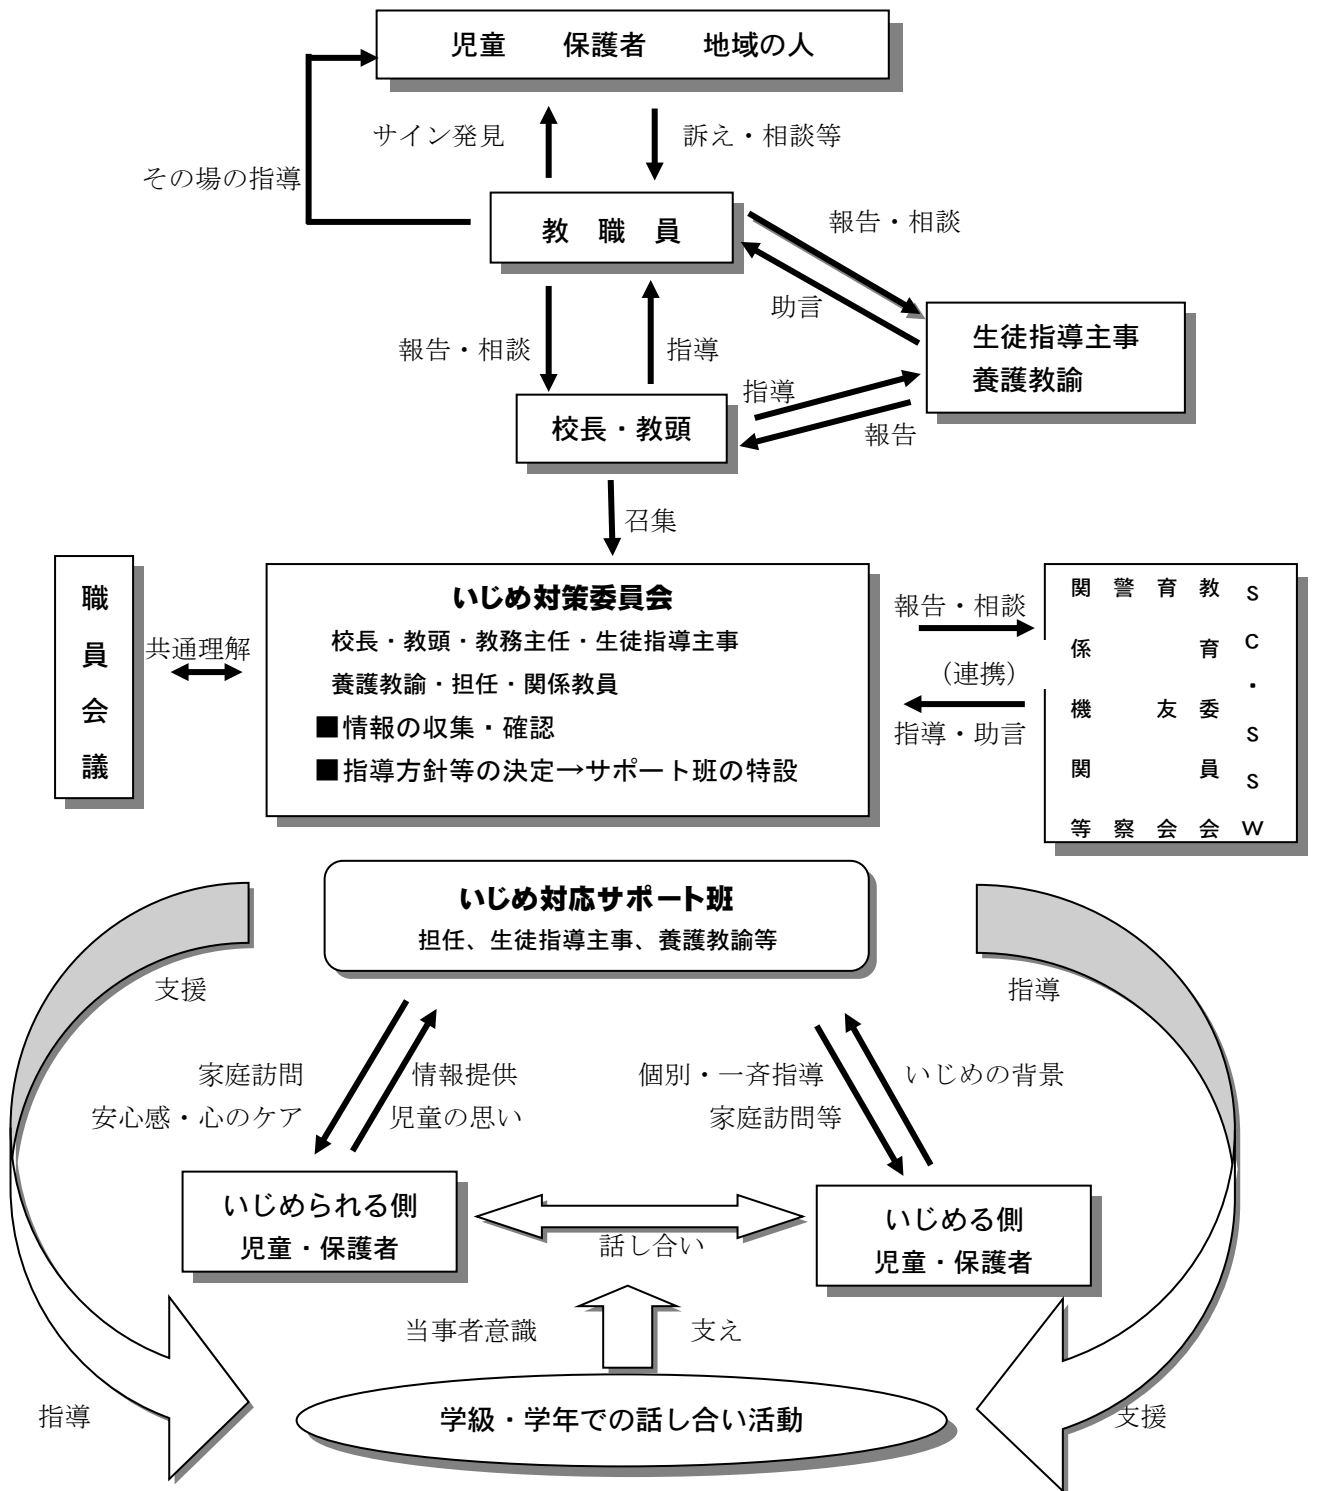 児童　　保護者　　地域の人
サイン発見
訴え・相談等
その場の指導
教　職　員
報告・相談
助言
報告・相談
指導
生徒指導主事
養護教諭
指導
報告
校長・教頭
召集
職員会議
共通理解
いじめ対策委員会
校長・教頭・教務主任・生徒指導主事
養護教諭・担任・関係教員
■情報の収集・確認
■指導方針等の決定→サポート班の特設
報告・相談
（連携）
指導・助言
ＳＣ・ＳＳＷ
教育委員会
育友会
警察
関係機関等
いじめ対応サポート班
担任、生徒指導主事、養護教諭等
支援
指導
家庭訪問
安心感・心のケア
情報提供
児童の思い
個別・一斉指導
家庭訪問等
いじめの背景
いじめられる側
児童・保護者
話し合い
いじめる側
児童・保護者
当事者意識
支え
指導
学級・学年での話し合い活動
支援